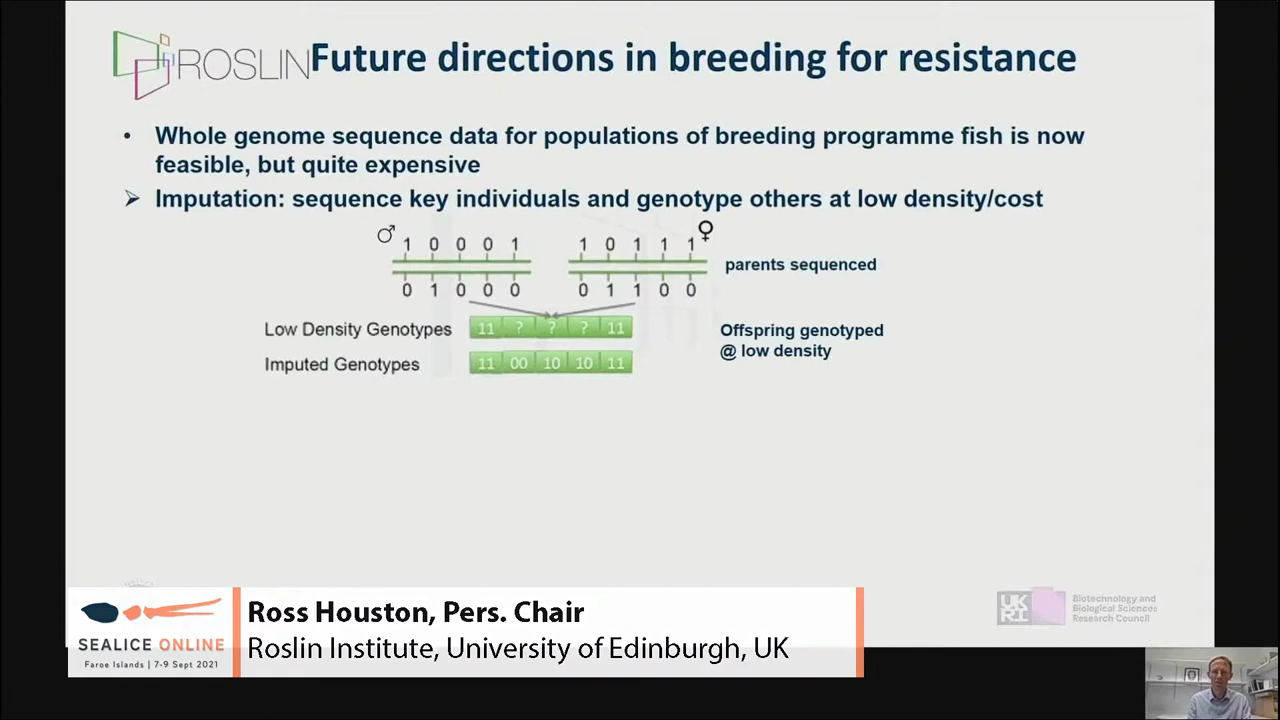 ROSLIN
Future directions in breeding for resistance
• Whole genome sequence data for populations of breeding programme fish is now
feasible, but quite expensive
➢ Imputation: sequence key individuals and genotype others at low density/cost
♂ 1 0 0 0 1 1 0 1 1 1 ♀
parents sequenced
0 1 0 0 0 0 1 1 0 0
Low Density Genotypes 11 ? ? ? 11
Offspring genotyped
@ low density
Imputed Genotypes 11 00 10 10 11
UK
RI
Biotechnology and
Biological Sciences
Research Council
SEALICE ONLINE
Faroe Islands | 7-9 Sept 2021
Ross Houston, Pers. Chair
Roslin Institute, University of Edinburgh, UK